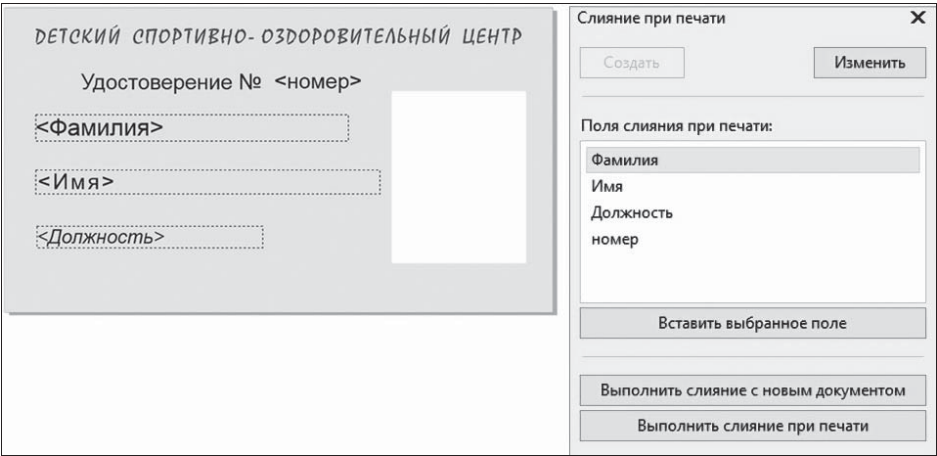 ДЕТСКИЙ СПОРТИВНО-ОЗДОРОВИТЕЛЬНЫЙ ЦЕНТР
Удостоверение № <номер>
<Фамилия>
<Имя>
<Должность>
Слияние при печати
Создать
Изменить
Поля слияния при печати:
Фамилия
Имя
Должность
номер
Вставить выбранное поле
Выполнить слияние с новым документом
Выполнить слияние при печати